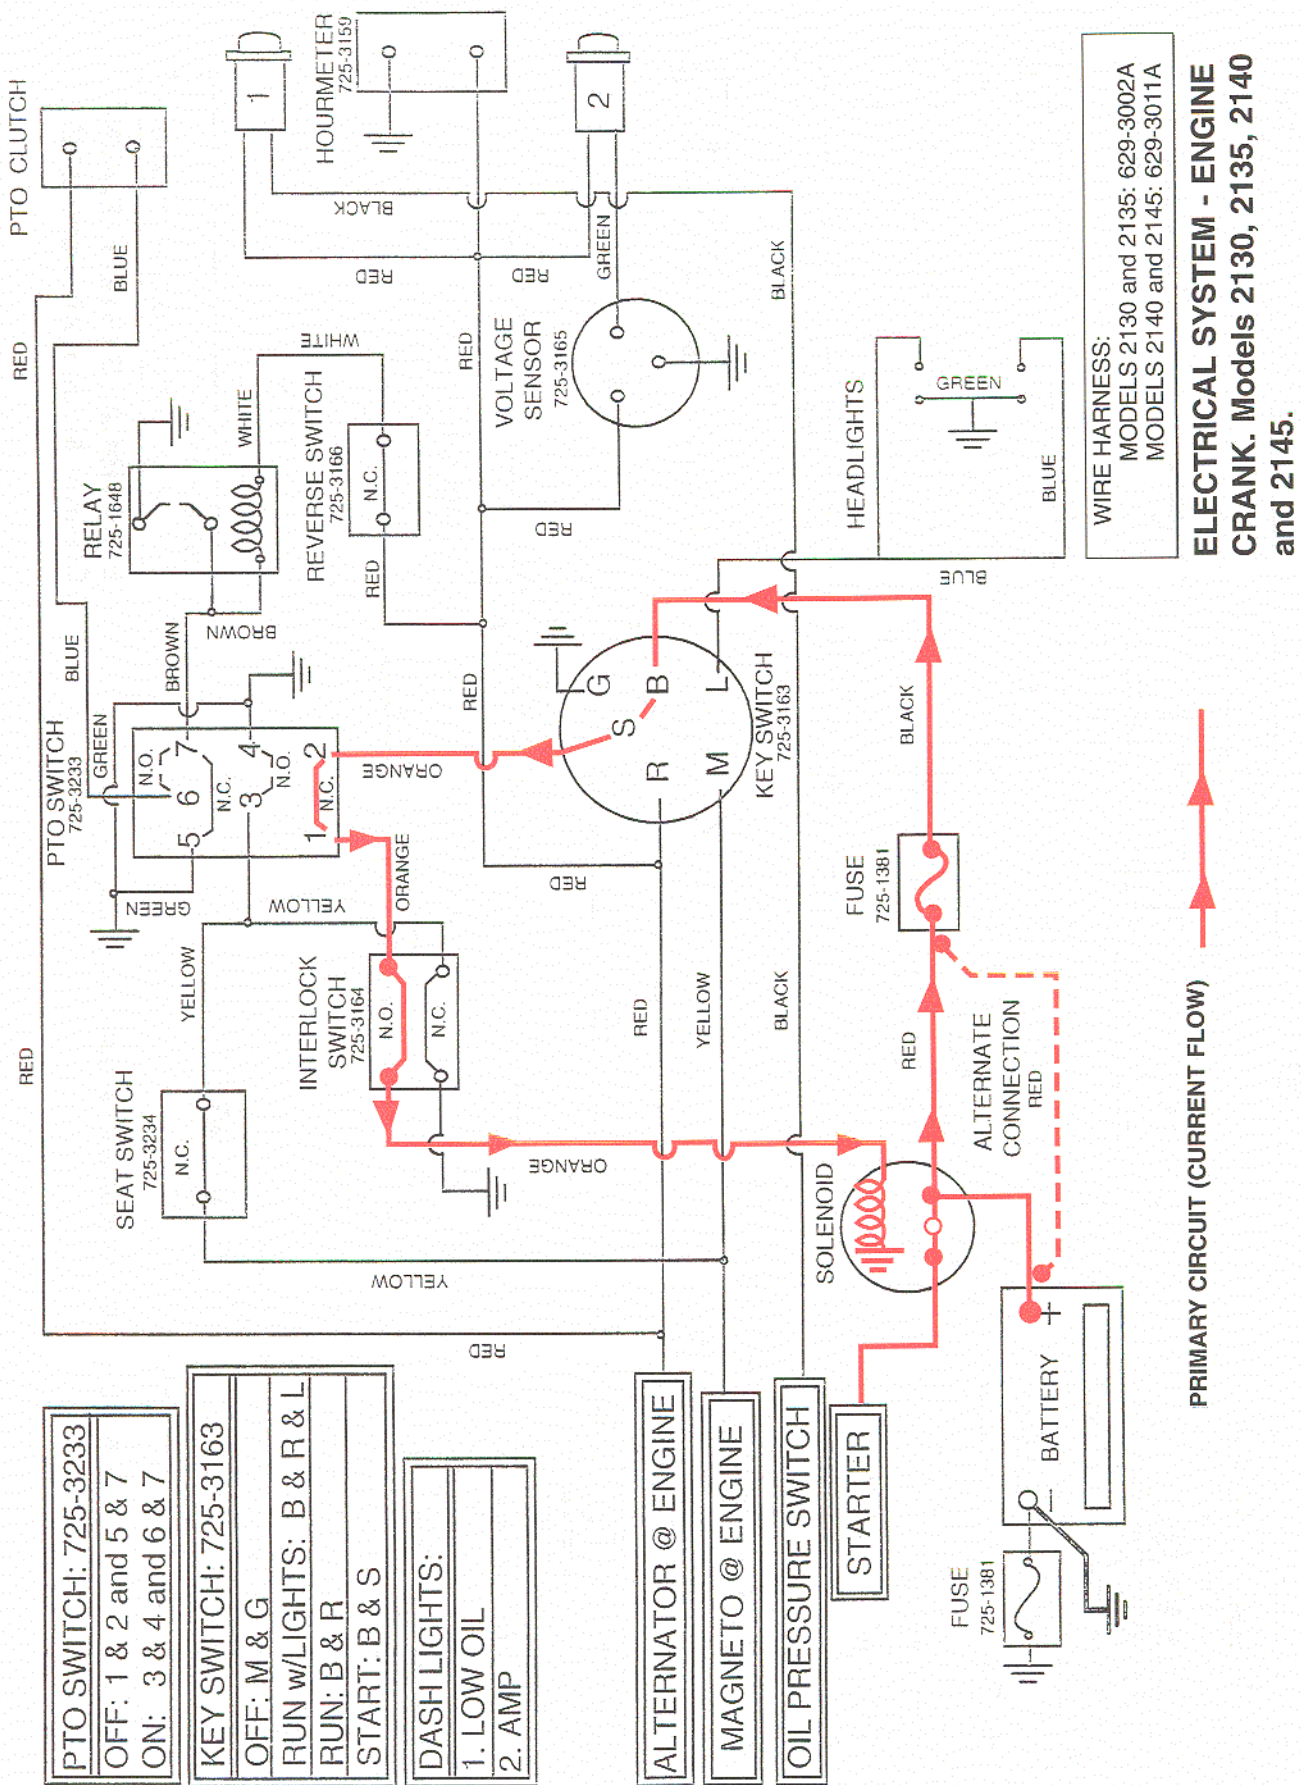 PTO SWITCH: 725-3233
OFF: 1 & 2 and 5 & 7
ON: 3 & 4 and 6 & 7
KEY SWITCH: 725-3163
OFF: M & G
RUN w/LIGHTS: B & R & L
RUN: B & R
START: B & S
DASH LIGHTS:
1. LOW OIL
2. AMP
ALTERNATOR @ ENGINE
MAGNETO @ ENGINE
OIL PRESSURE SWITCH
STARTER
FUSE
725-1381
BATTERY
+
−
RED
RED
RED
PTO CLUTCH
BLUE
BLUE
SEAT SWITCH
725-3234
N.C.
YELLOW
YELLOW
YELLOW
PTO SWITCH
725-3233
GREEN
GREEN
5
6
7
N.O.
N.C.
3
4
N.O.
1
2
N.C.
BROWN
BROWN
RELAY
725-1648
WHITE
WHITE
REVERSE SWITCH
725-3166
N.C.
RED
INTERLOCK
SWITCH
725-3164
N.O.
N.C.
ORANGE
ORANGE
ORANGE
1
BLACK
RED
RED
HOURMETER
725-3159
2
GREEN
VOLTAGE
SENSOR
725-3165
RED
RED
RED
RED
RED
KEY SWITCH
725-3163
G
S
B
R
M
L
YELLOW
BLACK
BLACK
SOLENOID
RED
FUSE
725-1381
BLACK
ALTERNATE
CONNECTION
RED
HEADLIGHTS
GREEN
BLUE
BLUE
PRIMARY CIRCUIT (CURRENT FLOW)
WIRE HARNESS:
MODELS 2130 and 2135: 629-3002A
MODELS 2140 and 2145: 629-3011A
ELECTRICAL SYSTEM - ENGINE
CRANK. Models 2130, 2135, 2140
and 2145.